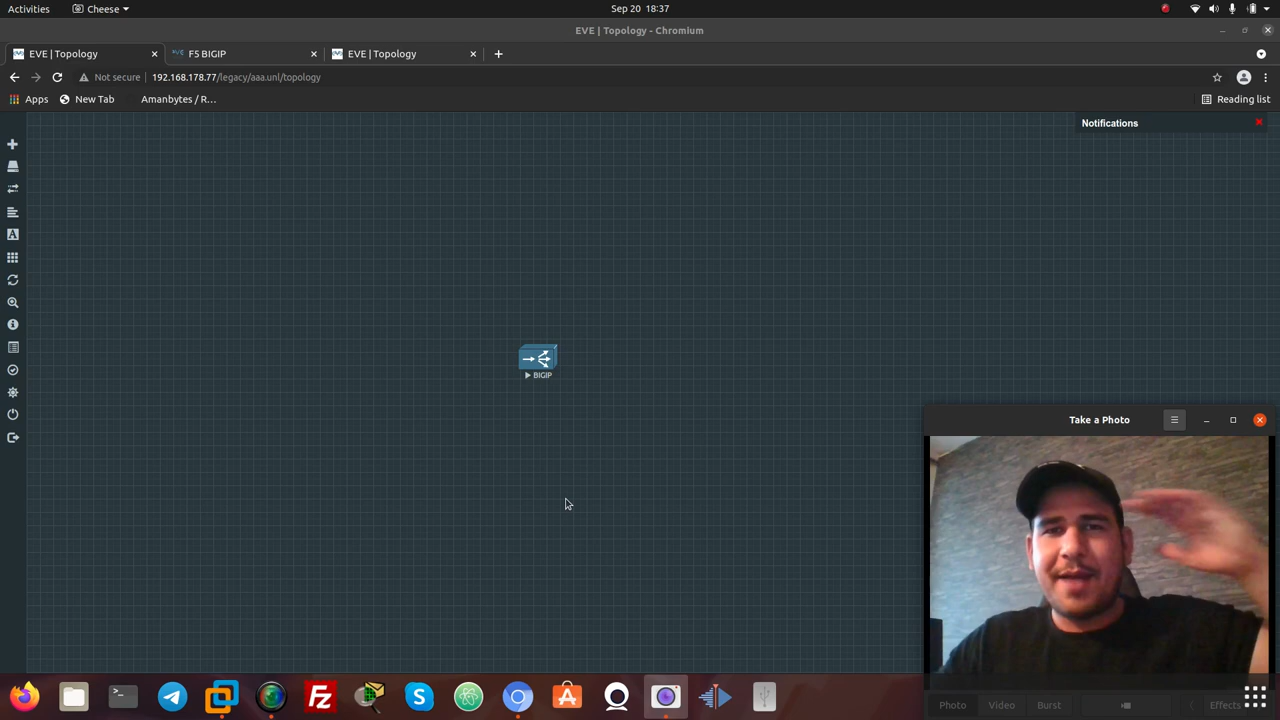 Activities
Cheese
Sep 20 18:37
EVE | Topology - Chromium
EVE | Topology
FS BIGIP
EVE | Topology
Not secure
192.168.178.77/legacy/aaa.unl/topology
Apps
New Tab
Amanbytes / R...
Reading list
Notifications
BIGIP
Take a Photo
Photo
Video
Burst
Effects